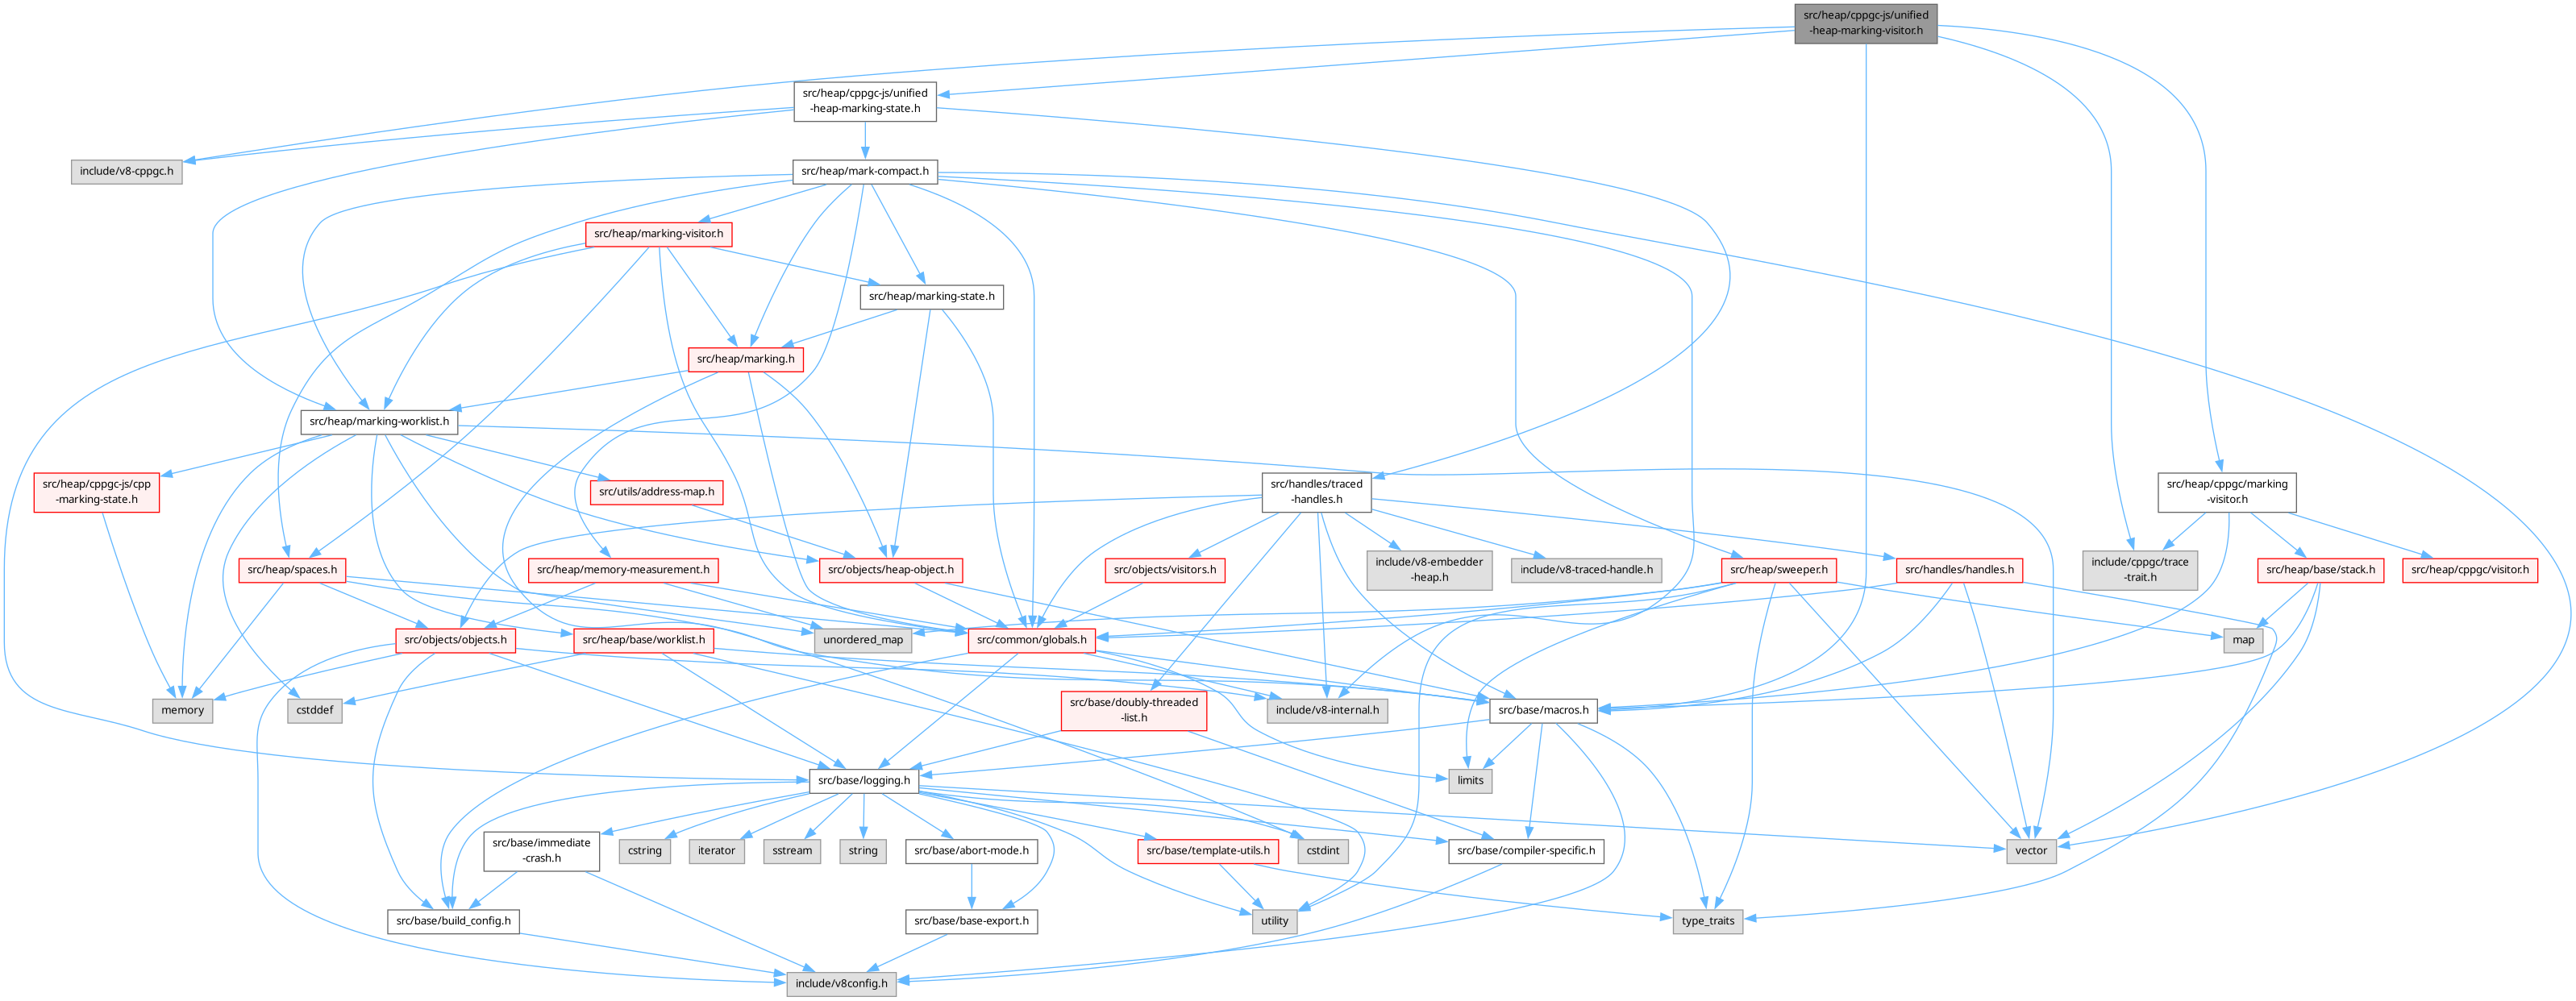 src/heap/cppgc-js/unified
-heap-marking-visitor.h
src/heap/cppgc-js/unified
-heap-marking-state.h
include/v8-cppgc.h
src/heap/mark-compact.h
src/heap/marking-visitor.h
src/heap/marking-state.h
src/heap/marking.h
src/heap/marking-worklist.h
src/heap/cppgc-js/cpp
-marking-state.h
src/utils/address-map.h
src/handles/traced
-handles.h
src/heap/cppgc/marking
-visitor.h
src/heap/spaces.h
src/heap/memory-measurement.h
src/objects/heap-object.h
src/objects/visitors.h
include/v8-embedder
-heap.h
include/v8-traced-handle.h
src/heap/sweeper.h
src/handles/handles.h
include/cppgc/trace
-trait.h
src/heap/base/stack.h
src/heap/cppgc/visitor.h
src/objects/objects.h
src/heap/base/worklist.h
unordered_map
src/common/globals.h
map
memory
cstddef
src/base/doubly-threaded
-list.h
include/v8-internal.h
src/base/macros.h
src/base/logging.h
limits
src/base/immediate
-crash.h
cstring
iterator
sstream
string
src/base/abort-mode.h
src/base/template-utils.h
cstdint
src/base/compiler-specific.h
vector
src/base/build_config.h
src/base/base-export.h
utility
type_traits
include/v8config.h